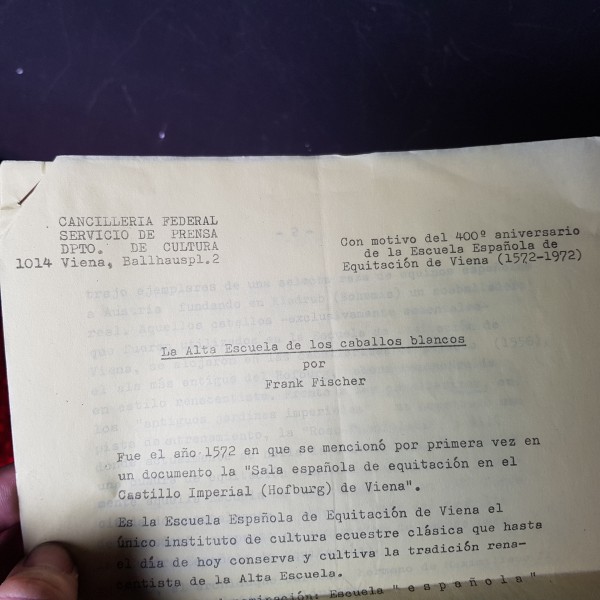 CANCILLERIA FEDERAL
SERVICIO DE PRENSA
DPTO. DE CULTURA
1014 Viena, Ballhauspl.2
Con motivo del 400º aniversario
de la Escuela Española de
Equitación de Viena (1572-1972)
La Alta Escuela de los caballos blancos
por
Frank Fischer
Fue el año 1572 en que se mencionó por primera vez en
un documento la "Sala española de equitación en el
Castillo Imperial (Hofburg) de Viena".
Es la Escuela Española de Equitación de Viena el
único instituto de cultura ecuestre clásica que hasta
el día de hoy conserva y cultiva la tradición rena-
centista de la Alta Escuela.
Escuela "e s p a ñ o l a"